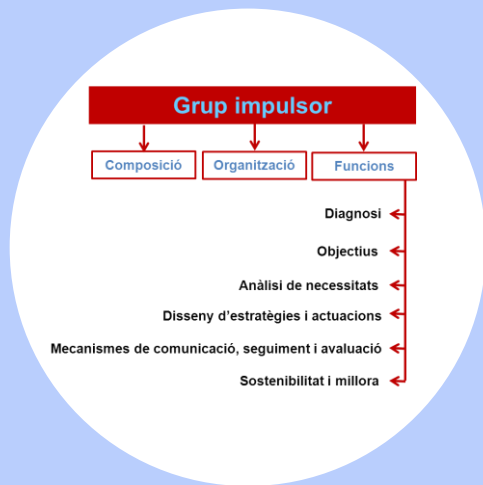 Grup impulsor
Composició
Organització
Funcions
Diagnosi
Objectius
Anàlisi de necessitats
Disseny d'estratègies i actuacions
Mecanismes de comunicació, seguiment i avaluació
Sostenibilitat i millora